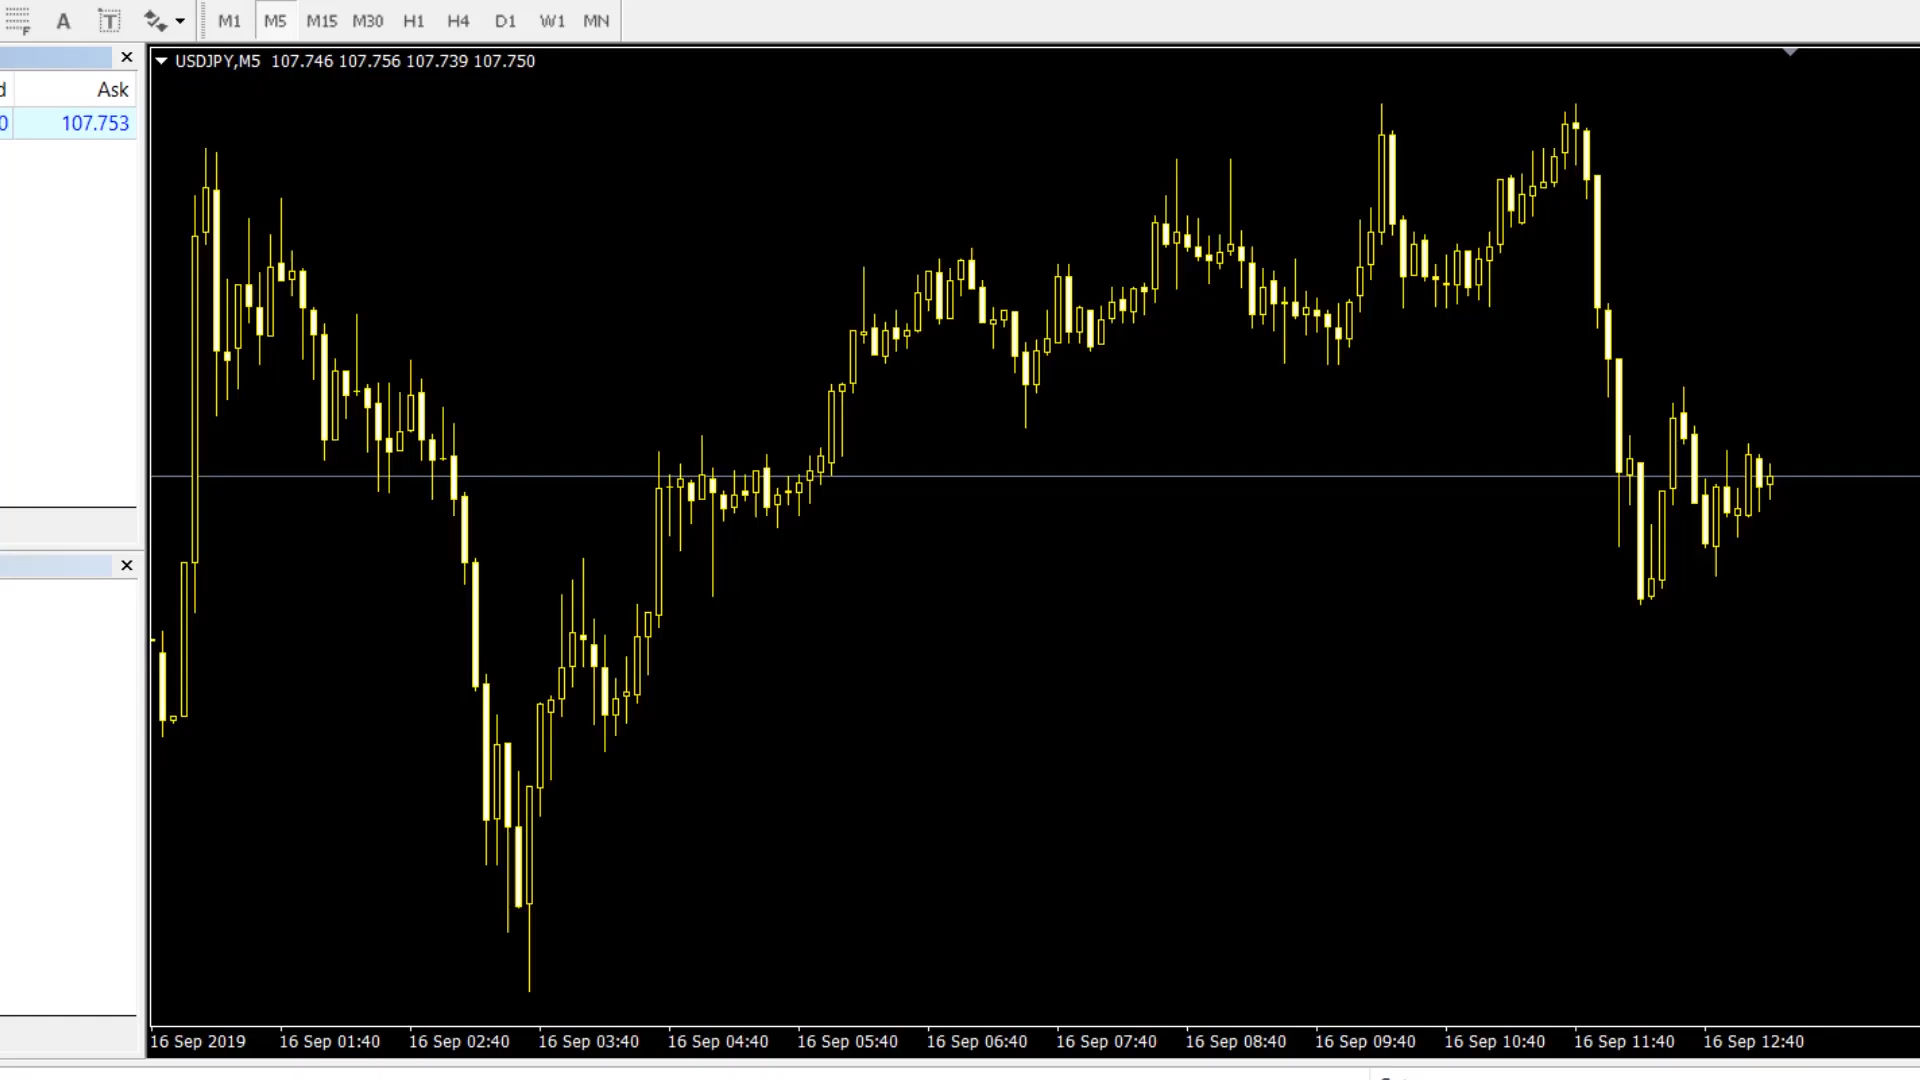 F A T M1 M5 M15 M30 H1 H4 D1 W1 MN
USDJPY,M5 107.746 107.756 107.739 107.750
d Ask
0 107.753
16 Sep 2019 16 Sep 01:40 16 Sep 02:40 16 Sep 03:40 16 Sep 04:40 16 Sep 05:40 16 Sep 06:40 16 Sep 07:40 16 Sep 08:40 16 Sep 09:40 16 Sep 10:40 16 Sep 11:40 16 Sep 12:40